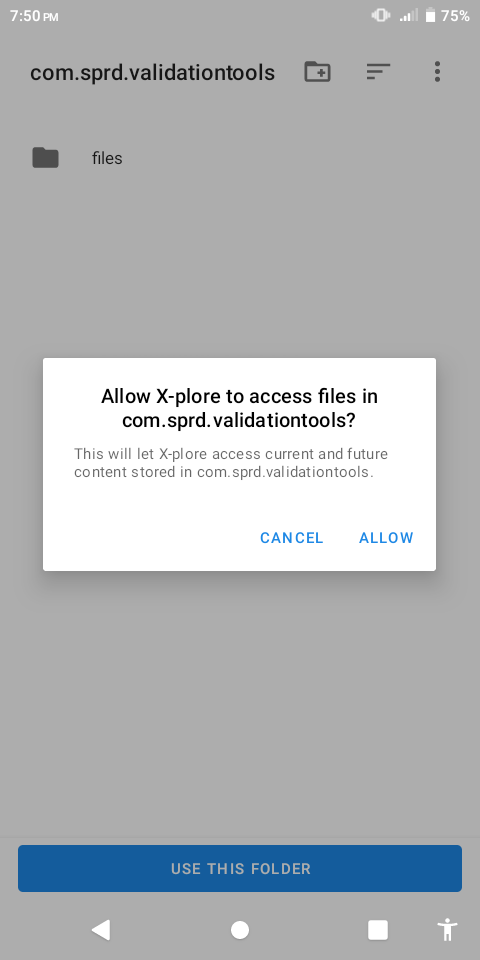 7:50 PM 75%
com.sprd.validationtools
files
Allow X-plore to access files in
com.sprd.validationtools?
This will let X-plore access current and future
content stored in com.sprd.validationtools.
CANCEL ALLOW
USE THIS FOLDER